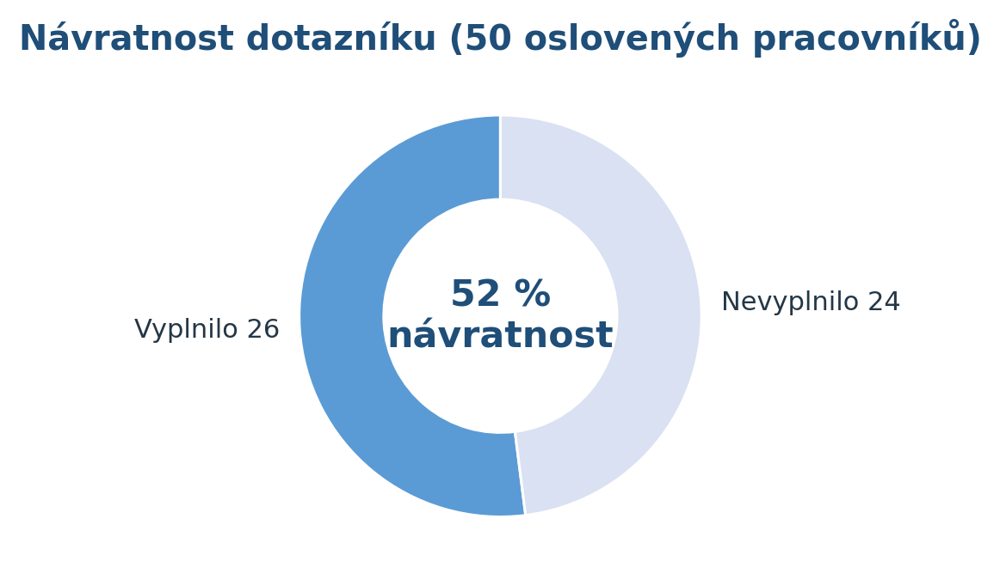 Návratnost dotazníku (50 oslovených pracovníků)
52 %
návratnost
Vyplnilo 26
Nevyplnilo 24